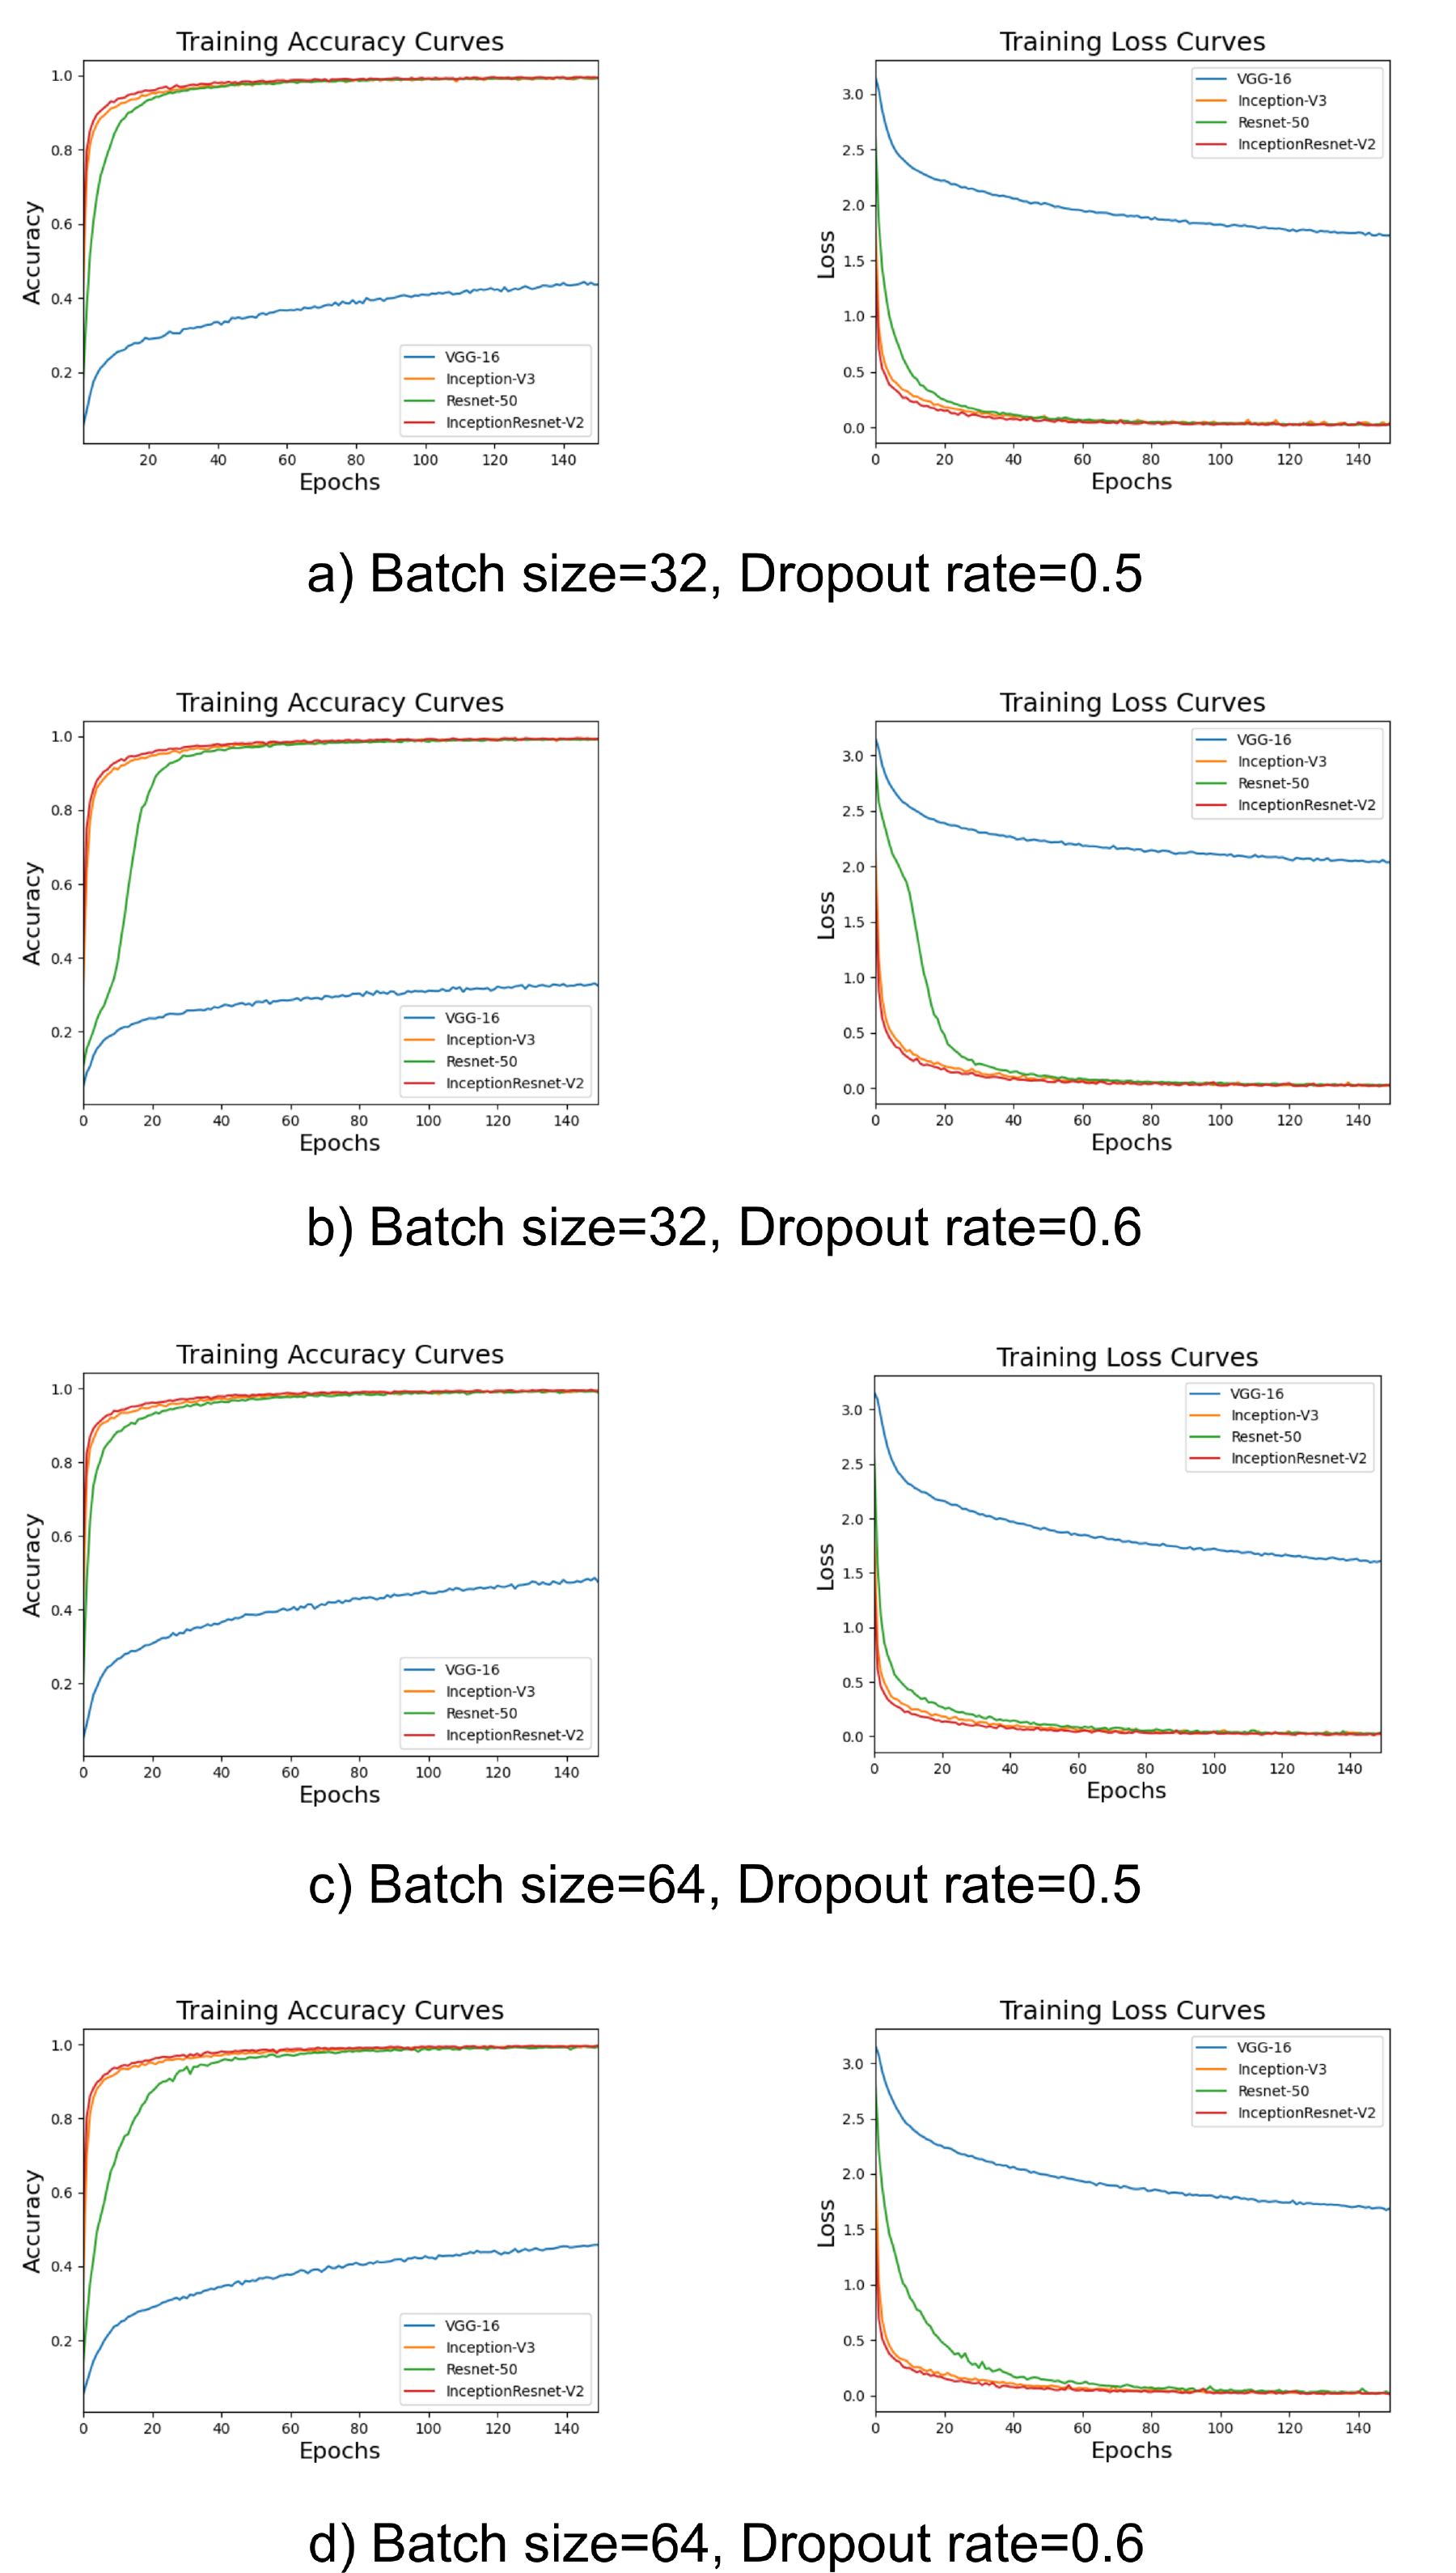 Training Accuracy Curves
Accuracy
1.0
0.8
0.6
0.4
0.2
VGG-16
Inception-V3
Resnet-50
InceptionResnet-V2
20 40 60 80 100 120 140
Epochs
Training Loss Curves
Loss
3.0
2.5
2.0
1.5
1.0
0.5
0.0
VGG-16
Inception-V3
Resnet-50
InceptionResnet-V2
0 20 40 60 80 100 120 140
Epochs
a) Batch size=32, Dropout rate=0.5
Training Accuracy Curves
Accuracy
1.0
0.8
0.6
0.4
0.2
VGG-16
Inception-V3
Resnet-50
InceptionResnet-V2
0 20 40 60 80 100 120 140
Epochs
Training Loss Curves
Loss
3.0
2.5
2.0
1.5
1.0
0.5
0.0
VGG-16
Inception-V3
Resnet-50
InceptionResnet-V2
0 20 40 60 80 100 120 140
Epochs
b) Batch size=32, Dropout rate=0.6
Training Accuracy Curves
Accuracy
1.0
0.8
0.6
0.4
0.2
VGG-16
Inception-V3
Resnet-50
InceptionResnet-V2
0 20 40 60 80 100 120 140
Epochs
Training Loss Curves
Loss
3.0
2.5
2.0
1.5
1.0
0.5
0.0
VGG-16
Inception-V3
Resnet-50
InceptionResnet-V2
0 20 40 60 80 100 120 140
Epochs
c) Batch size=64, Dropout rate=0.5
Training Accuracy Curves
Accuracy
1.0
0.8
0.6
0.4
0.2
VGG-16
Inception-V3
Resnet-50
InceptionResnet-V2
0 20 40 60 80 100 120 140
Epochs
Training Loss Curves
Loss
3.0
2.5
2.0
1.5
1.0
0.5
0.0
VGG-16
Inception-V3
Resnet-50
InceptionResnet-V2
0 20 40 60 80 100 120 140
Epochs
d) Batch size=64, Dropout rate=0.6